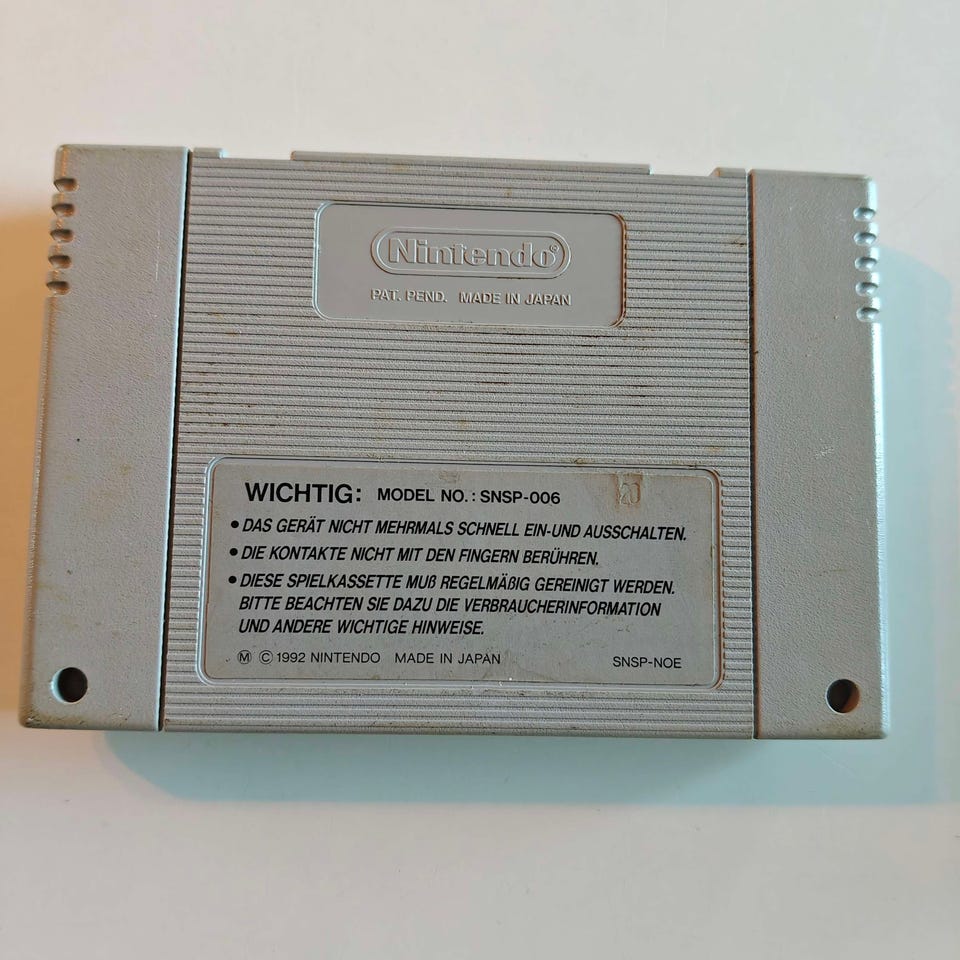 Nintendo®
PAT. PEND. MADE IN JAPAN
WICHTIG: MODEL NO.: SNSP-006
• DAS GERÄT NICHT MEHRMALS SCHNELL EIN-UND AUSSCHALTEN.
• DIE KONTAKTE NICHT MIT DEN FINGERN BERÜHREN.
• DIESE SPIELKASSETTE MUß REGELMÄßIG GEREINIGT WERDEN.
BITTE BEACHTEN SIE DAZU DIE VERBRAUCHERINFORMATION
UND ANDERE WICHTIGE HINWEISE.
Ⓜ © 1992 NINTENDO MADE IN JAPAN SNSP-NOE